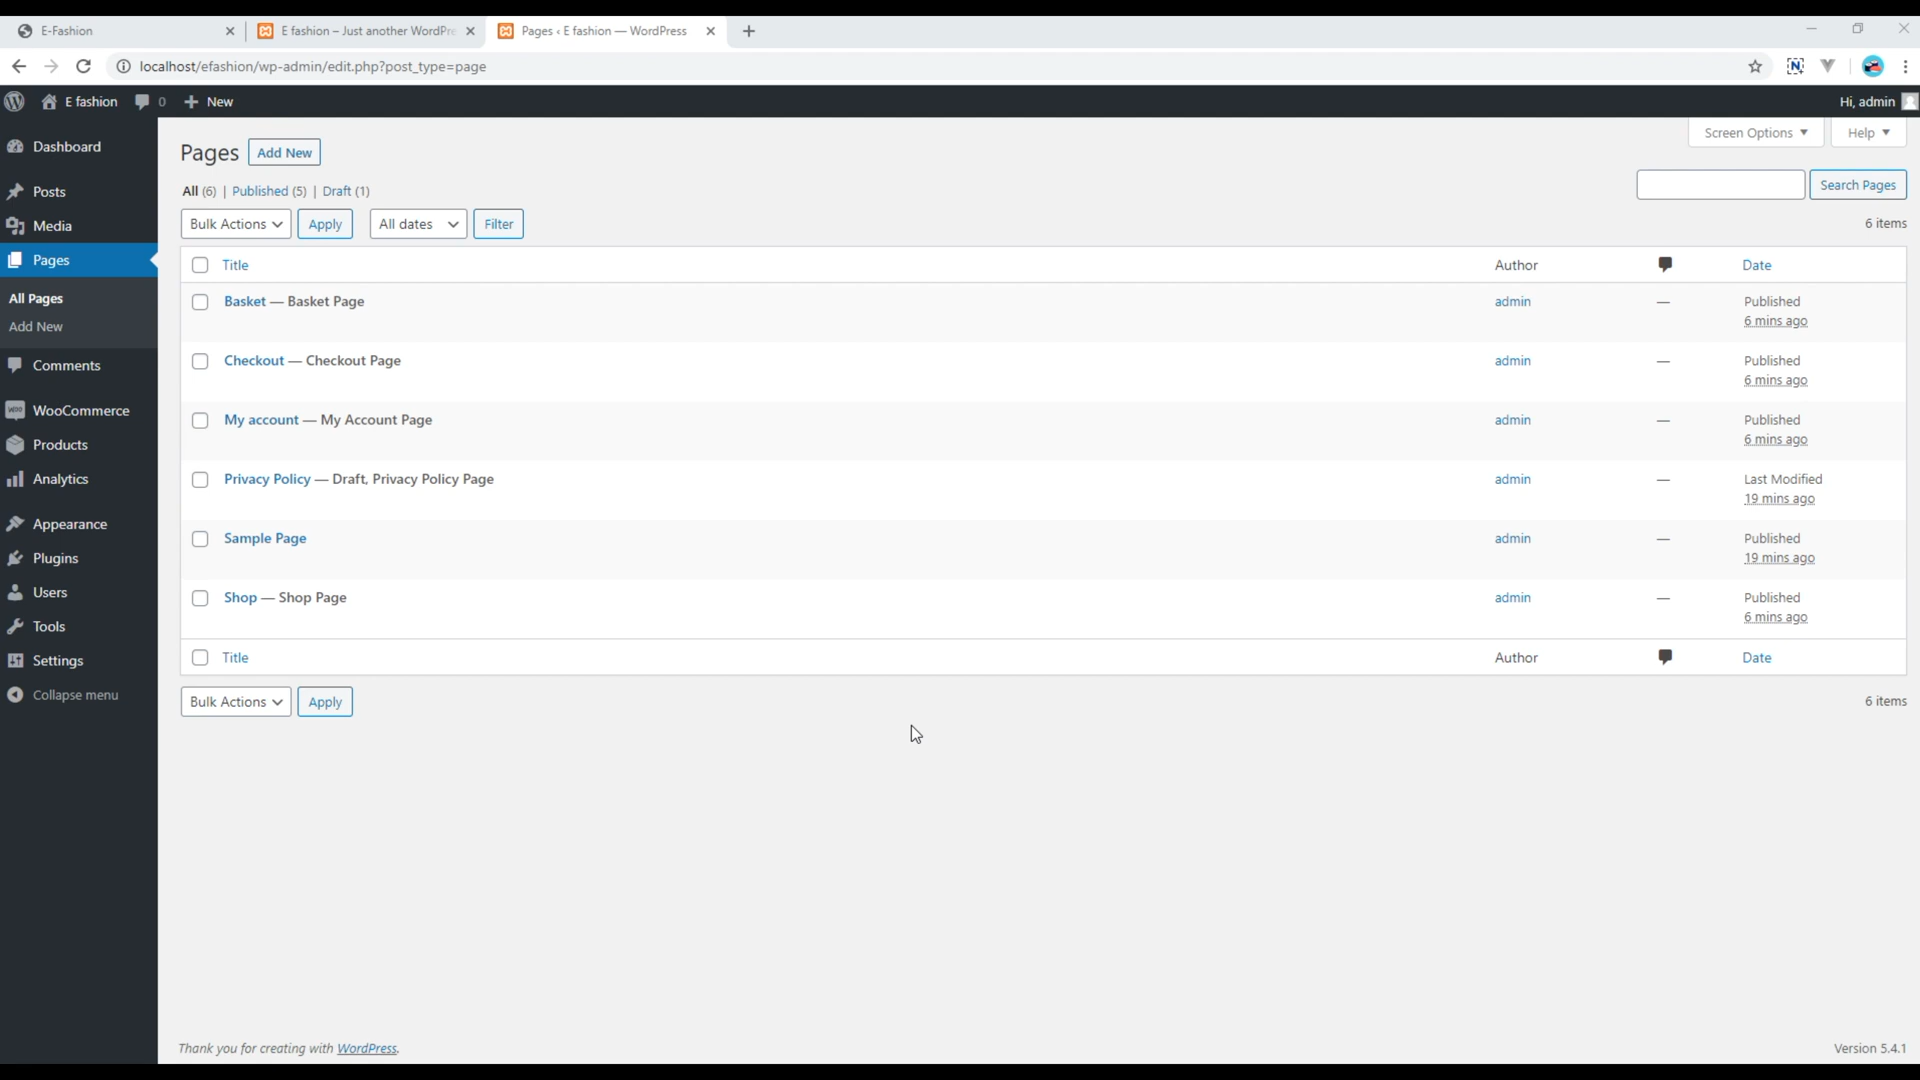 E-Fashion
E fashion – Just another WordPre
Pages ‹ E fashion — WordPress
localhost/efashion/wp-admin/edit.php?post_type=page
E fashion 0 New Hi, admin
Dashboard
Posts
Media
Pages
All Pages
Add New
Comments
WooCommerce
Products
Analytics
Appearance
Plugins
Users
Tools
Settings
Collapse menu
Screen Options Help
Pages Add New
All (6) | Published (5) | Draft (1)
Search Pages
Bulk Actions Apply All dates Filter 6 items
Title Author Date
Basket — Basket Page admin — Published
6 mins ago
Checkout — Checkout Page admin — Published
6 mins ago
My account — My Account Page admin — Published
6 mins ago
Privacy Policy — Draft, Privacy Policy Page admin — Last Modified
19 mins ago
Sample Page admin — Published
19 mins ago
Shop — Shop Page admin — Published
6 mins ago
Title Author Date
Bulk Actions Apply 6 items
Thank you for creating with WordPress. Version 5.4.1